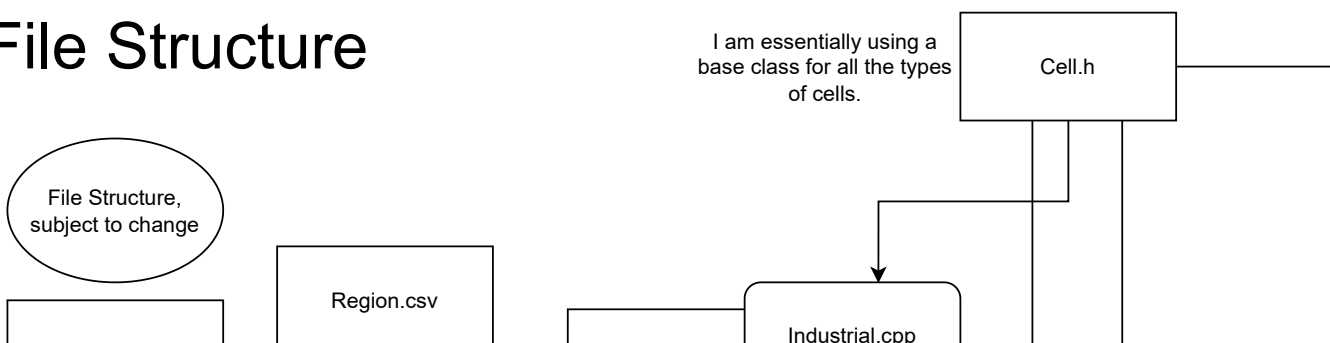 File Structure
I am essentially using a
base class for all the types
of cells.
Cell.h
File Structure,
subject to change
Region.csv
Industrial.cpp